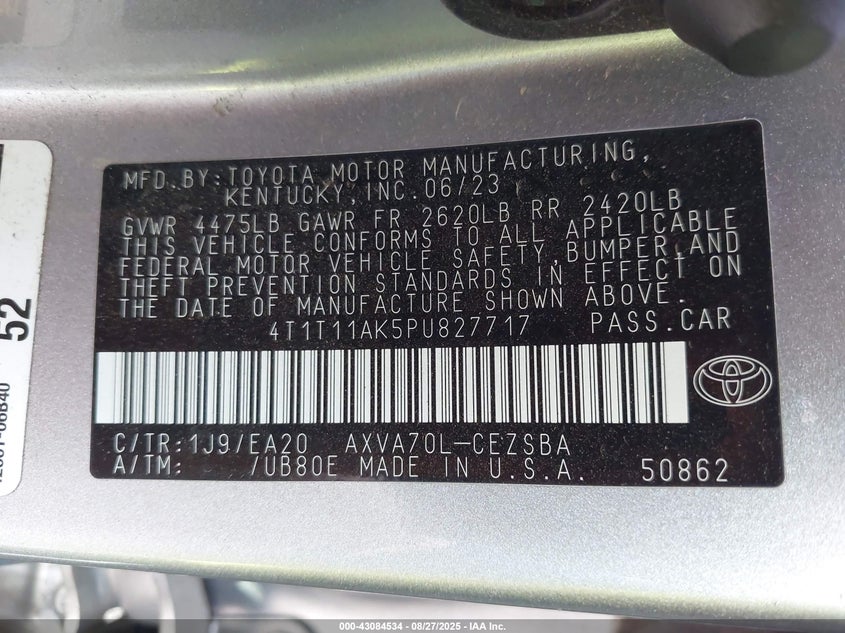 MFD.BY:TOYOTA MOTOR MANUFACTURING,
KENTUCKY,INC.06/23
GVWR 4475LB GAWR FR 2620LB RR 2420LB
THIS VEHICLE CONFORMS TO ALL APPLICABLE
FEDERAL MOTOR VEHICLE SAFETY,BUMPER,AND
THEFT PREVENTION STANDARDS IN EFFECT ON
THE DATE OF MANUFACTURE SHOWN ABOVE.
4T1T11AK5PU827717 PASS.CAR
C/TR:1J9/EA20 AXVA70L-CEZSBA
A/TM: /UB80E MADE IN U.S.A. 50862
52
000-43084534 - 08/27/2025 - IAA Inc.